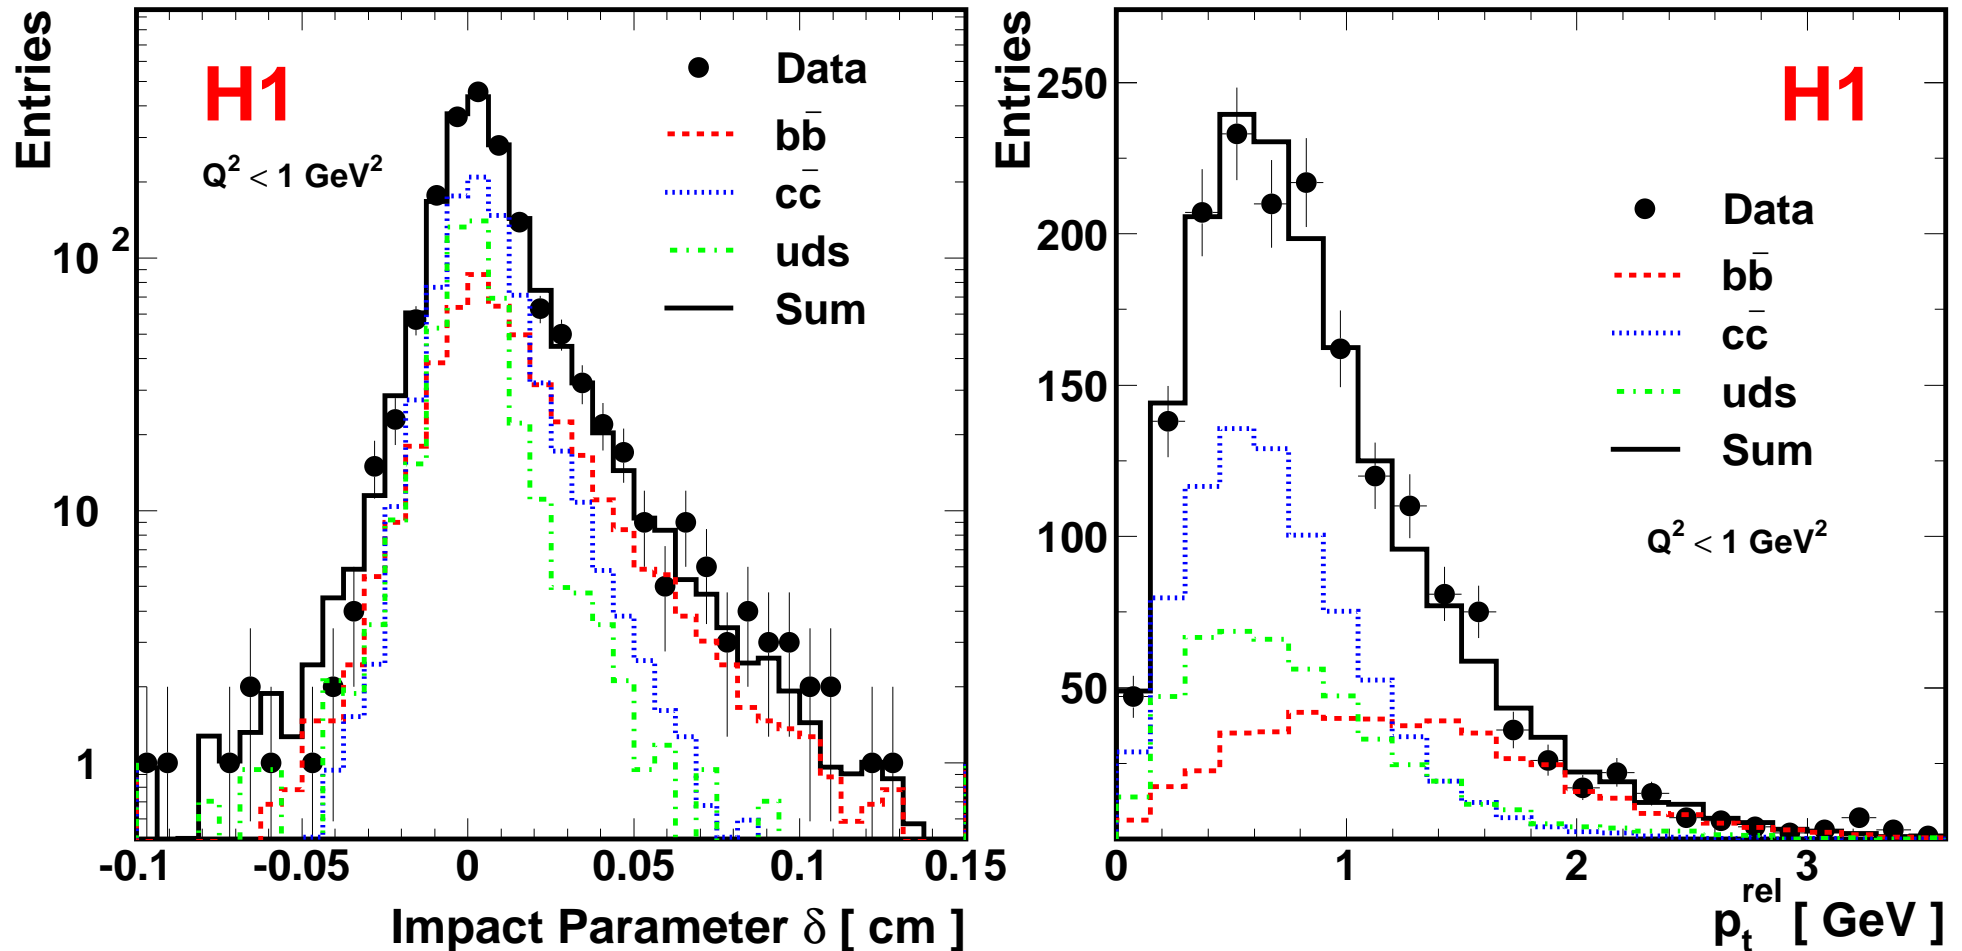 Entries
H1
Q² < 1 GeV²
Data
bb̄
cc̄
uds
Sum
10²
10
1
-0.1 -0.05 0 0.05 0.1 0.15
Impact Parameter δ [ cm ]
Entries
H1
250
200
150
100
50
Data
bb̄
cc̄
uds
Sum
Q² < 1 GeV²
0 1 2 3
p_t^rel [ GeV ]